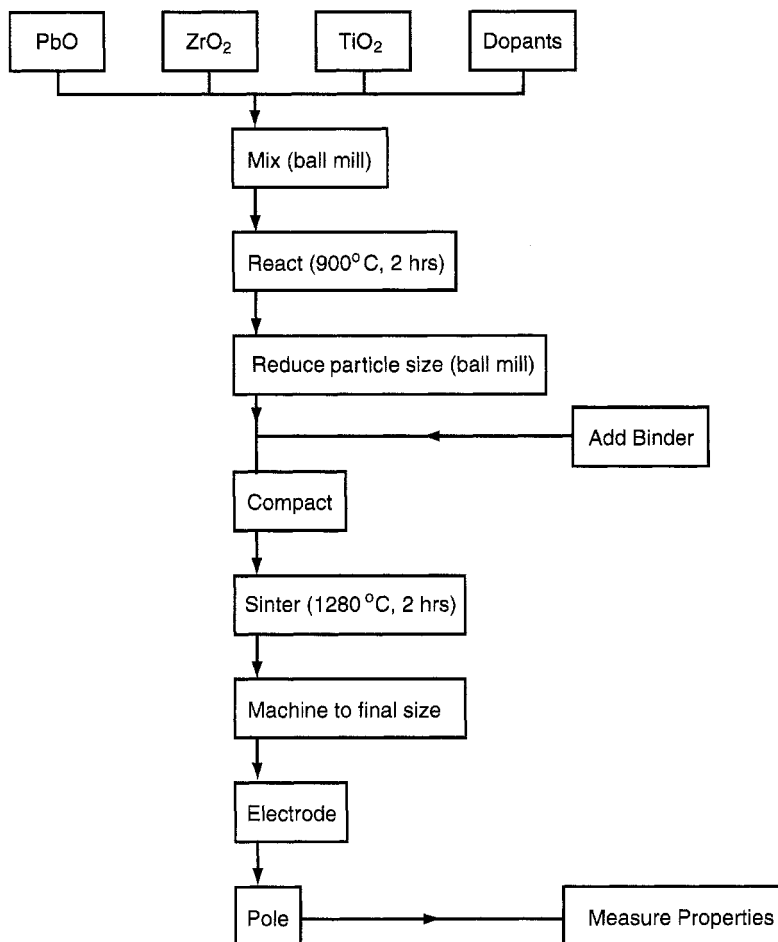 PbO
ZrO₂
TiO₂
Dopants
Mix (ball mill)
React (900°C, 2 hrs)
Reduce particle size (ball mill)
Add Binder
Compact
Sinter (1280 °C, 2 hrs)
Machine to final size
Electrode
Pole
Measure Properties